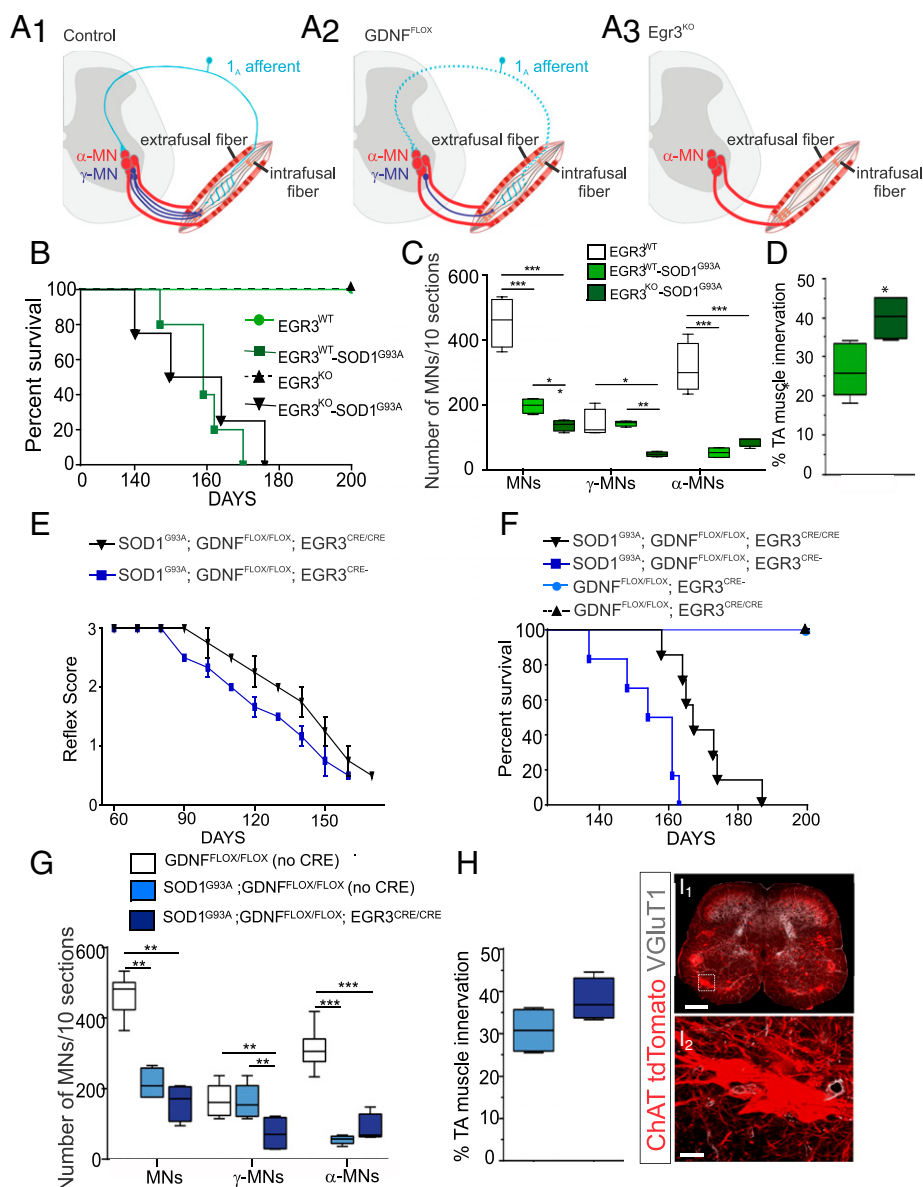 A1
Control
1A afferent
extrafusal fiber
α-MN
γ-MN
intrafusal
fiber
A2
GDNFFLOX
1A afferent
extrafusal fiber
α-MN
γ-MN
intrafusal
fiber
A3
Egr3KO
extrafusal fiber
α-MN
intrafusal
fiber
B
Percent survival
100
80
60
40
20
0
0 140 160 180 200
DAYS
EGR3WT
EGR3WT-SOD1G93A
EGR3KO
EGR3KO-SOD1G93A
C
EGR3WT
EGR3WT-SOD1G93A
EGR3KO-SOD1G93A
Number of MNs/10 sections
600
400
200
0
***
***
*
*
*
**
***
***
MNs γ-MNs α-MNs
D
% TA muscle innervation
*
50
40
30
20
10
0
*
E
SOD1G93A; GDNFFLOX/FLOX; EGR3CRE/CRE
SOD1G93A; GDNFFLOX/FLOX; EGR3CRE-
Reflex Score
3
2
1
0
60 90 120 150
DAYS
F
SOD1G93A; GDNFFLOX/FLOX; EGR3CRE/CRE
SOD1G93A; GDNFFLOX/FLOX; EGR3CRE-
GDNFFLOX/FLOX; EGR3CRE-
GDNFFLOX/FLOX; EGR3CRE/CRE
Percent survival
100
80
60
40
20
0
140 160 180 200
DAYS
G
GDNFFLOX/FLOX (no CRE)
SOD1G93A ;GDNFFLOX/FLOX (no CRE)
SOD1G93A ;GDNFFLOX/FLOX; EGR3CRE/CRE
Number of MNs/10 sections
600
400
200
0
**
**
**
**
***
***
MNs γ-MNs α-MNs
H
% TA muscle innervation
50
40
30
20
10
0
ChAT tdTomato VGluT1
I1
I2